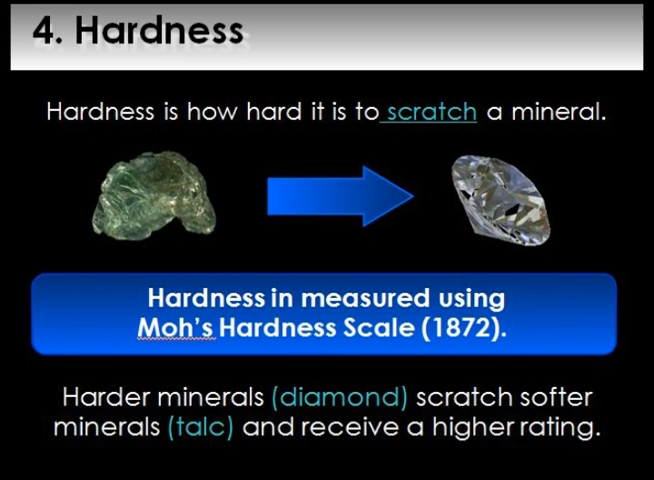 4. Hardness
Hardness is how hard it is to scratch a mineral.
Hardness in measured using
Moh's Hardness Scale (1872).
Harder minerals (diamond) scratch softer
minerals (talc) and receive a higher rating.